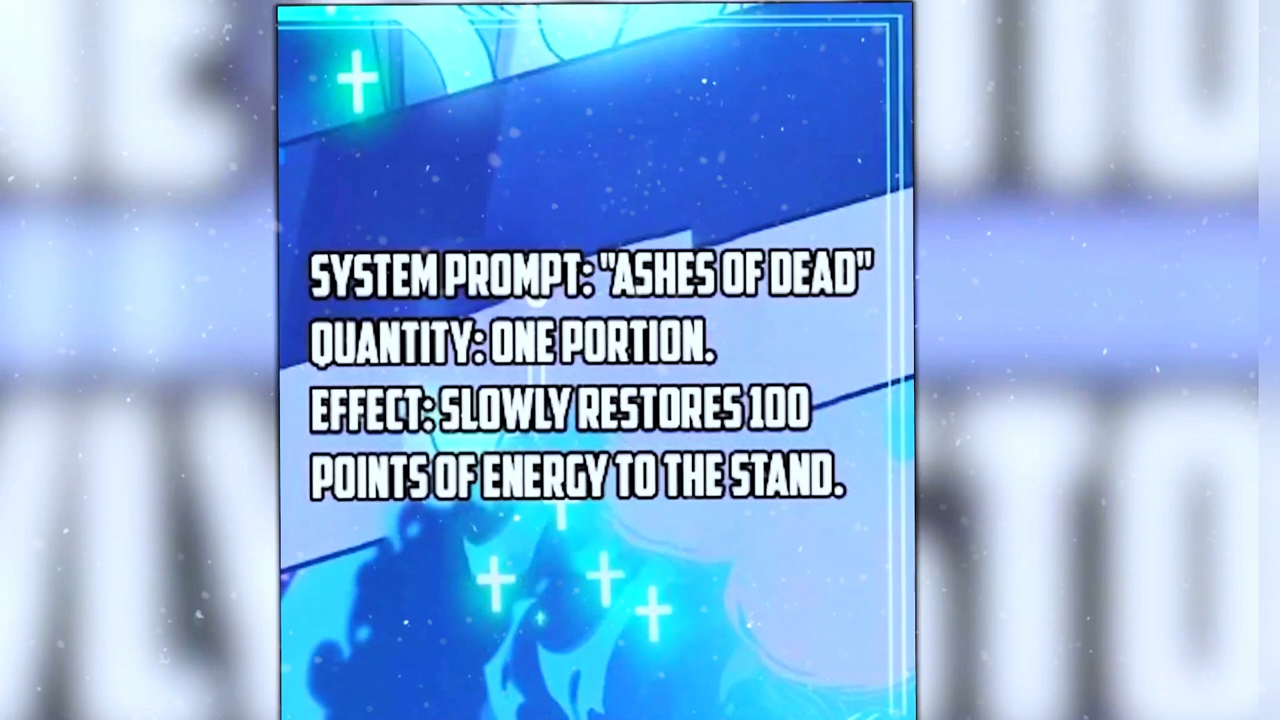 SYSTEM PROMPT: "ASHES OF DEAD"
QUANTITY: ONE PORTION.
EFFECT: SLOWLY RESTORES 100
POINTS OF ENERGY TO THE STAND.